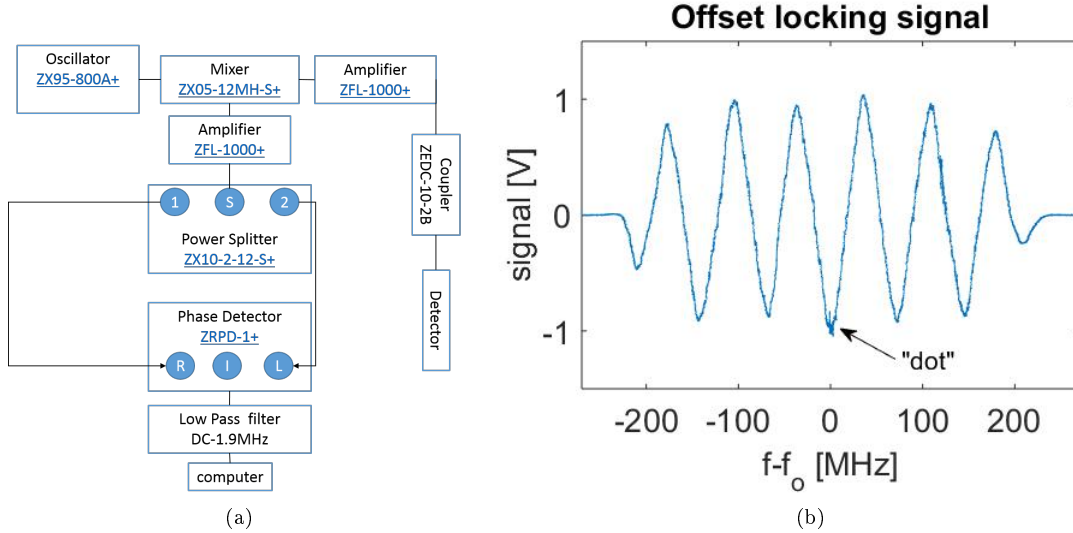 Oscillator
ZX95-800A+
Mixer
ZX05-12MH-S+
Amplifier
ZFL-1000+
Amplifier
ZFL-1000+
Coupler
ZEDC-10-2B
1
S
2
Power Splitter
ZX10-2-12-S+
Detector
Phase Detector
ZRPD-1+
R
I
L
Low Pass filter
DC-1.9MHz
computer
(a)
Offset locking signal
signal [V]
1
0
-1
"dot"
-200 -100 0 100 200
f-fo [MHz]
(b)